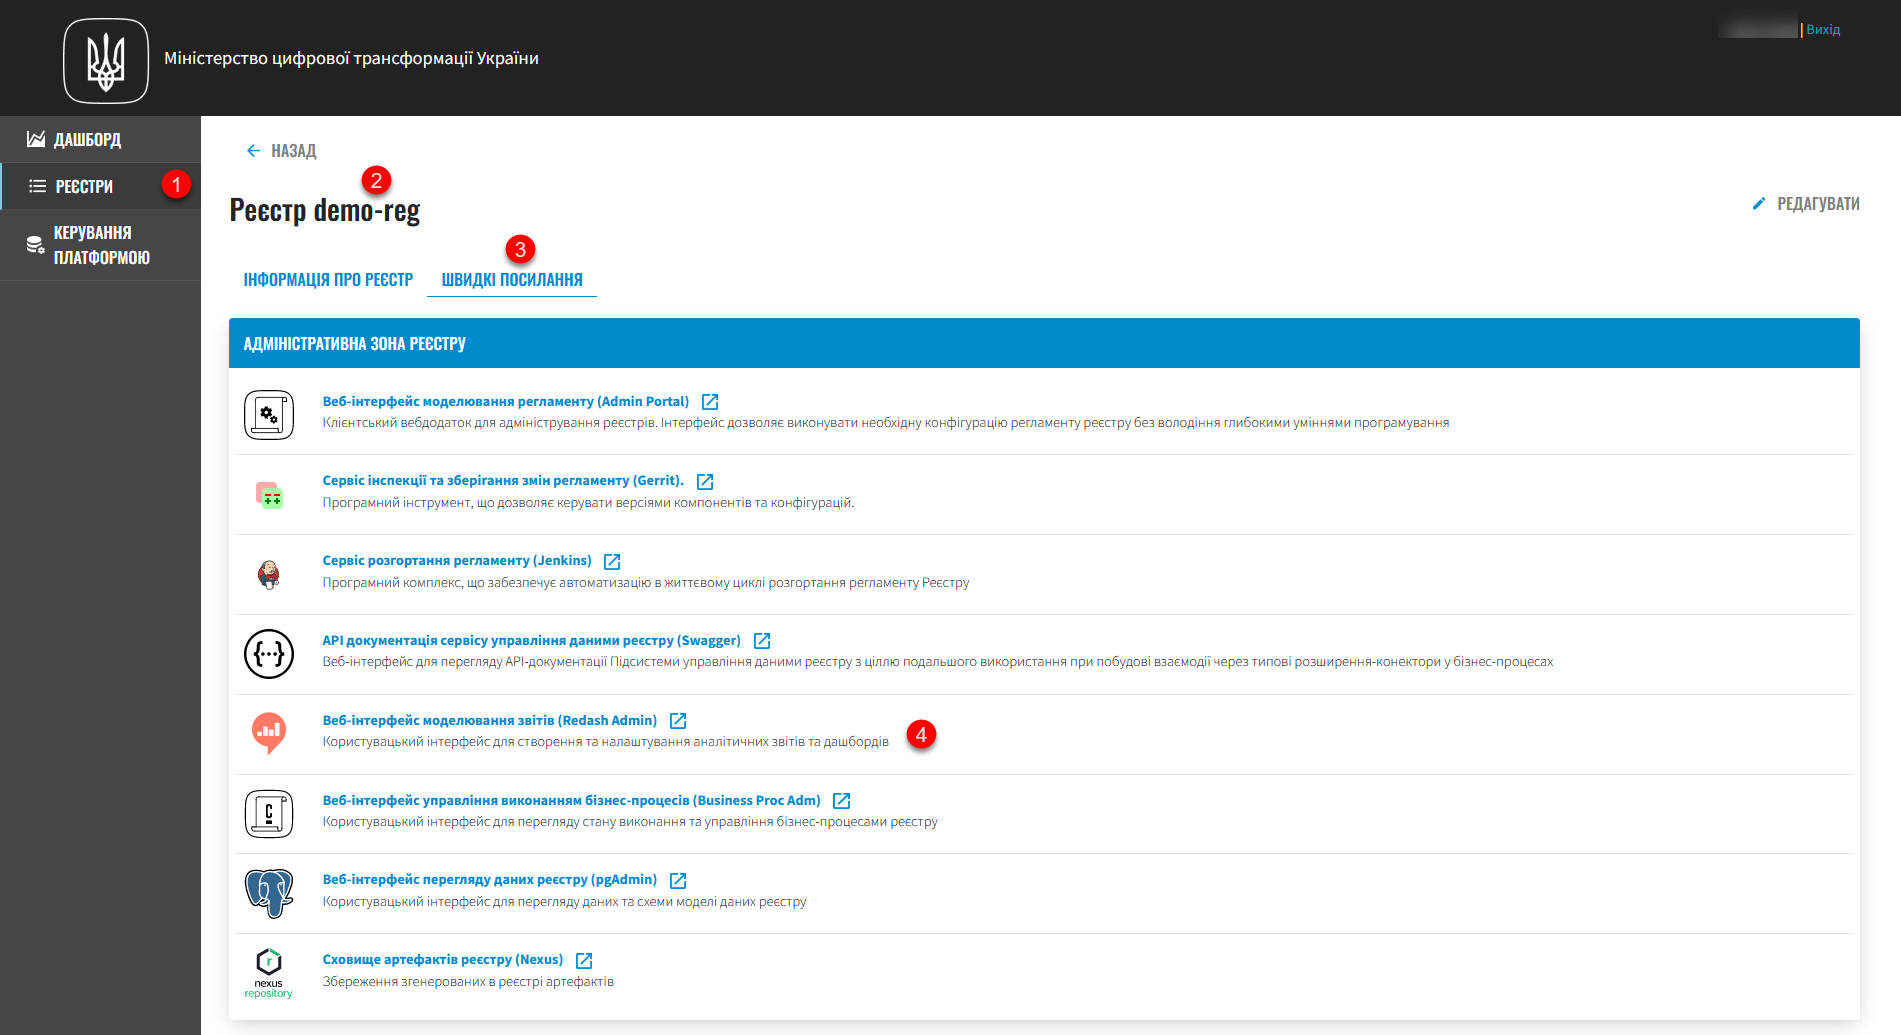 Міністерство цифрової трансформації України
Вихід
ДАШБОРД
РЕЄСТРИ
1
КЕРУВАННЯ
ПЛАТФОРМОЮ
НАЗАД
2
Реєстр demo-reg
РЕДАГУВАТИ
3
ІНФОРМАЦІЯ ПРО РЕЄСТР
ШВИДКІ ПОСИЛАННЯ
АДМІНІСТРАТИВНА ЗОНА РЕЄСТРУ
Веб-інтерфейс моделювання регламенту (Admin Portal)
Клієнтський вебдодаток для адміністрування реєстрів. Інтерфейс дозволяє виконувати необхідну конфігурацію регламенту реєстру без володіння глибокими уміннями програмування
Сервіс інспекції та зберігання змін регламенту (Gerrit).
Програмний інструмент, що дозволяє керувати версіями компонентів та конфігурацій.
Сервіс розгортання регламенту (Jenkins)
Програмний комплекс, що забезпечує автоматизацію в життєвому циклі розгортання регламенту Реєстру
{...}
API документація сервісу управління даними реєстру (Swagger)
Веб-інтерфейс для перегляду API-документації Підсистеми управління даними реєстру з ціллю подальшого використання при побудові взаємодії через типові розширення-конектори у бізнес-процесах
Веб-інтерфейс моделювання звітів (Redash Admin)
Користувацький інтерфейс для створення та налаштування аналітичних звітів та дашбордів
4
Веб-інтерфейс управління виконанням бізнес-процесів (Business Proc Adm)
Користувацький інтерфейс для перегляду стану виконання та управління бізнес-процесами реєстру
Веб-інтерфейс перегляду даних реєстру (pgAdmin)
Користувацький інтерфейс для перегляду даних та схеми моделі даних реєстру
r
nexus
repository
Сховище артефактів реєстру (Nexus)
Збереження згенерованих в реєстрі артефактів